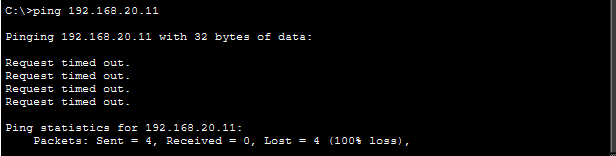 C:\>ping 192.168.20.11
Pinging 192.168.20.11 with 32 bytes of data:
Request timed out.
Request timed out.
Request timed out.
Request timed out.
Ping statistics for 192.168.20.11:
    Packets: Sent = 4, Received = 0, Lost = 4 (100% loss),